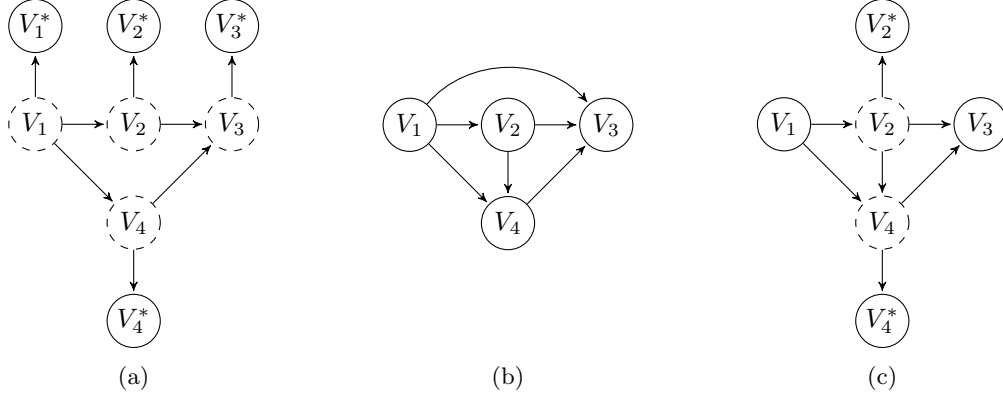 V₁* V₂* V₃*
V₂*
V₁ V₂ V₃
V₁ V₂ V₃
V₁ V₂ V₃
V₄
V₄
V₄
V₄*
V₄*
(a) (b) (c)